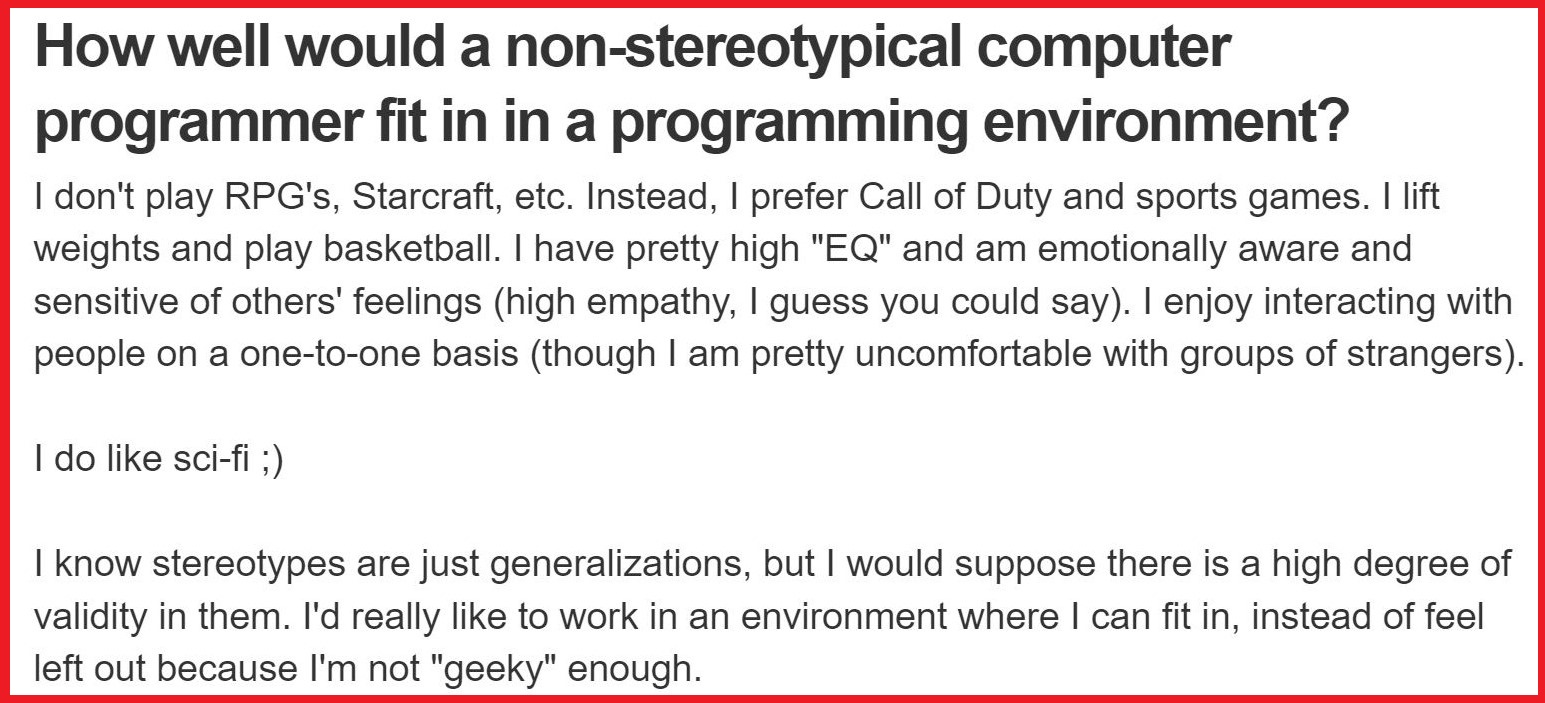 How well would a non-stereotypical computer
programmer fit in in a programming environment?
I don't play RPG's, Starcraft, etc. Instead, I prefer Call of Duty and sports games. I lift
weights and play basketball. I have pretty high "EQ" and am emotionally aware and
sensitive of others' feelings (high empathy, I guess you could say). I enjoy interacting with
people on a one-to-one basis (though I am pretty uncomfortable with groups of strangers).
I do like sci-fi ;)
I know stereotypes are just generalizations, but I would suppose there is a high degree of
validity in them. I'd really like to work in an environment where I can fit in, instead of feel
left out because I'm not "geeky" enough.